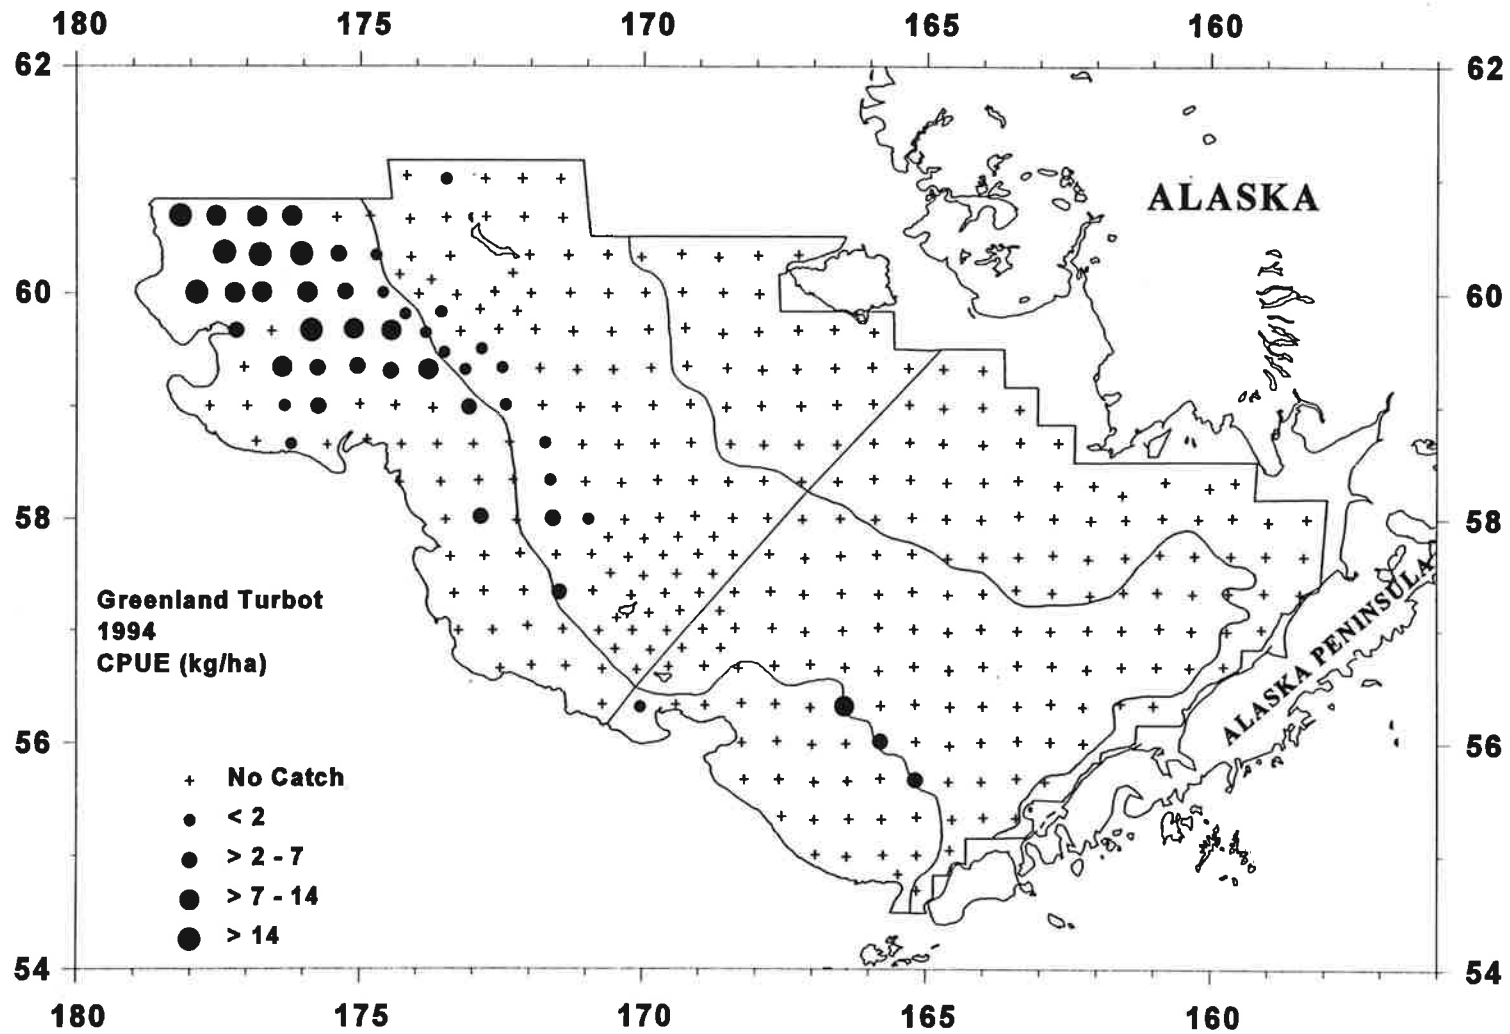 180 175 170 165 160
62 62
ALASKA
60 60
58 58
Greenland Turbot
1994
CPUE (kg/ha)
ALASKA PENINSULA
56 56
+ No Catch
< 2
> 2 - 7
> 7 - 14
> 14
54 54
180 175 170 165 160